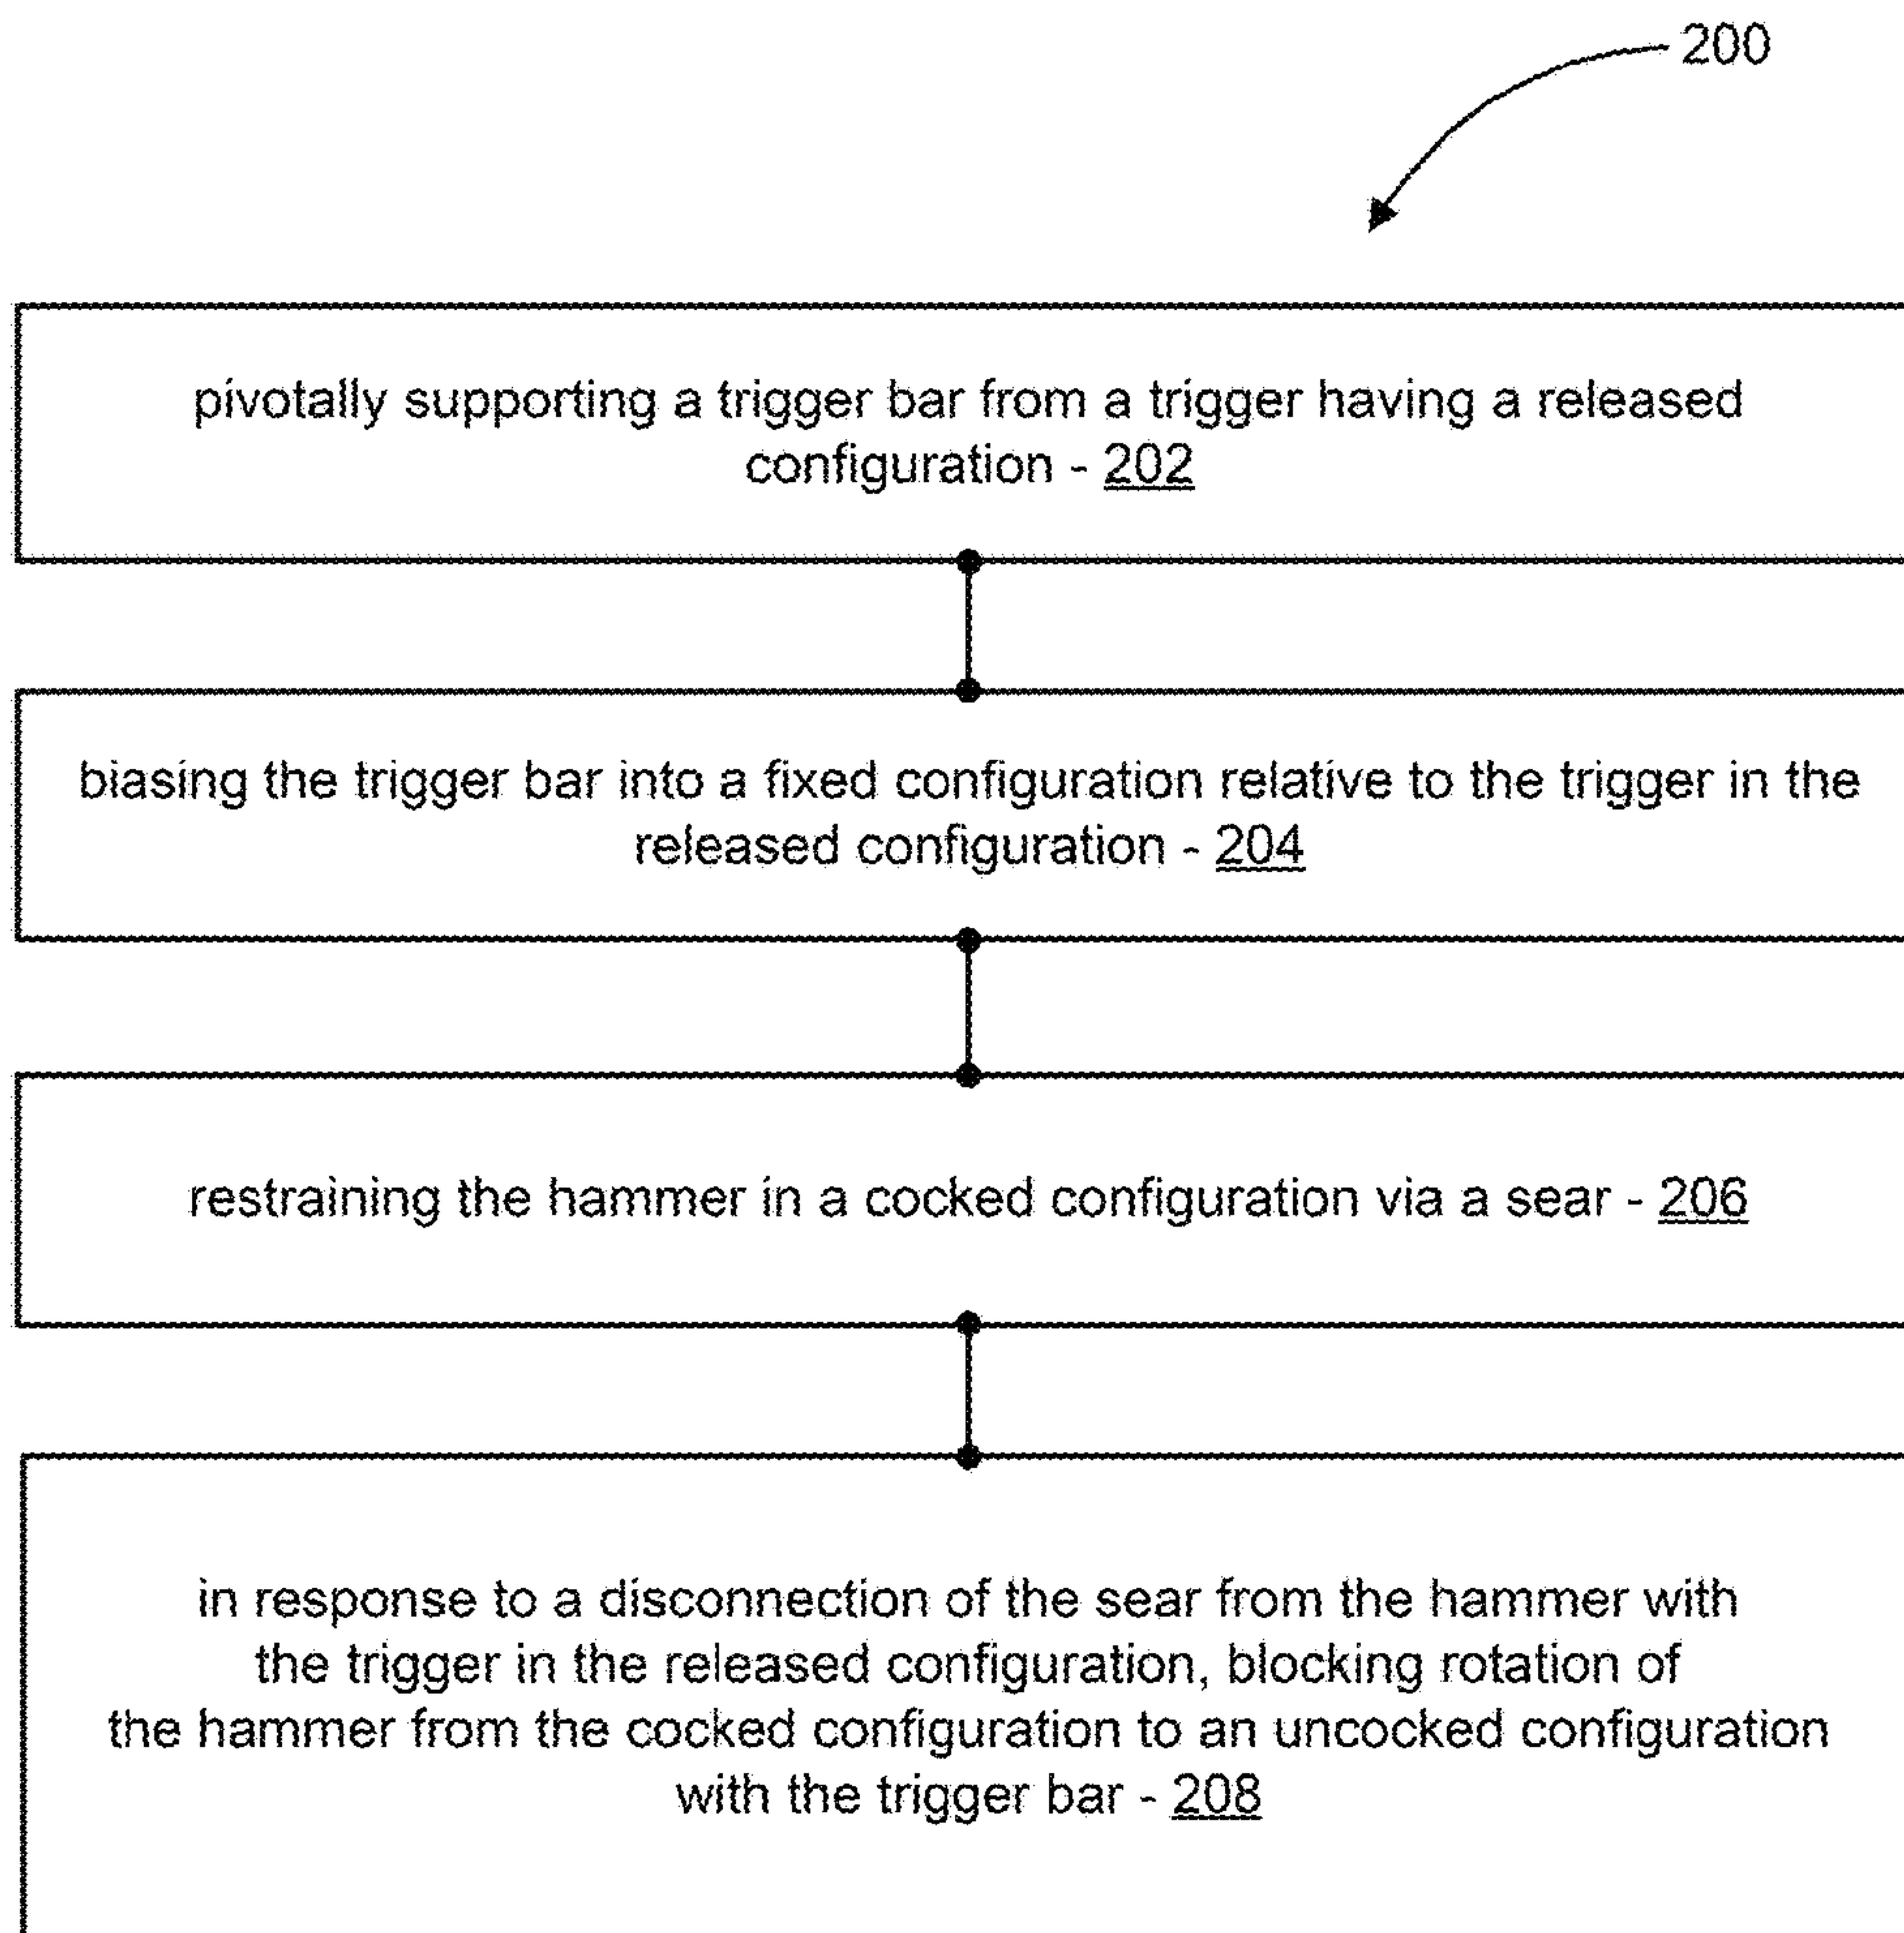 200
pivotally supporting a trigger bar from a trigger having a released
configuration - 202
biasing the trigger bar into a fixed configuration relative to the trigger in the
released configuration - 204
restraining the hammer in a cocked configuration via a sear - 206
in response to a disconnection of the sear from the hammer with
the trigger in the released configuration, blocking rotation of
the hammer from the cocked configuration to an uncocked configuration
with the trigger bar - 208